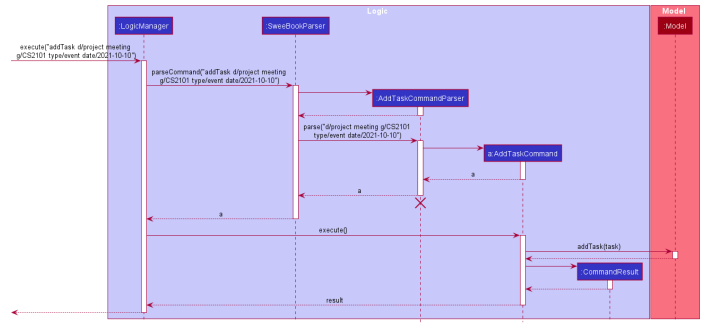 Logic
Model
:LogicManager
:SweeBookParser
:Model
execute("addTask d/project meeting
g/CS2101 type/event date/2021-10-10")
parseCommand("addTask d/project meeting
g/CS2101 type/event date/2021-10-10")
:AddTaskCommandParser
parse("d/project meeting g/CS2101
type/event date/2021-10-10")
a:AddTaskCommand
a
a
a
execute()
addTask(task)
:CommandResult
result